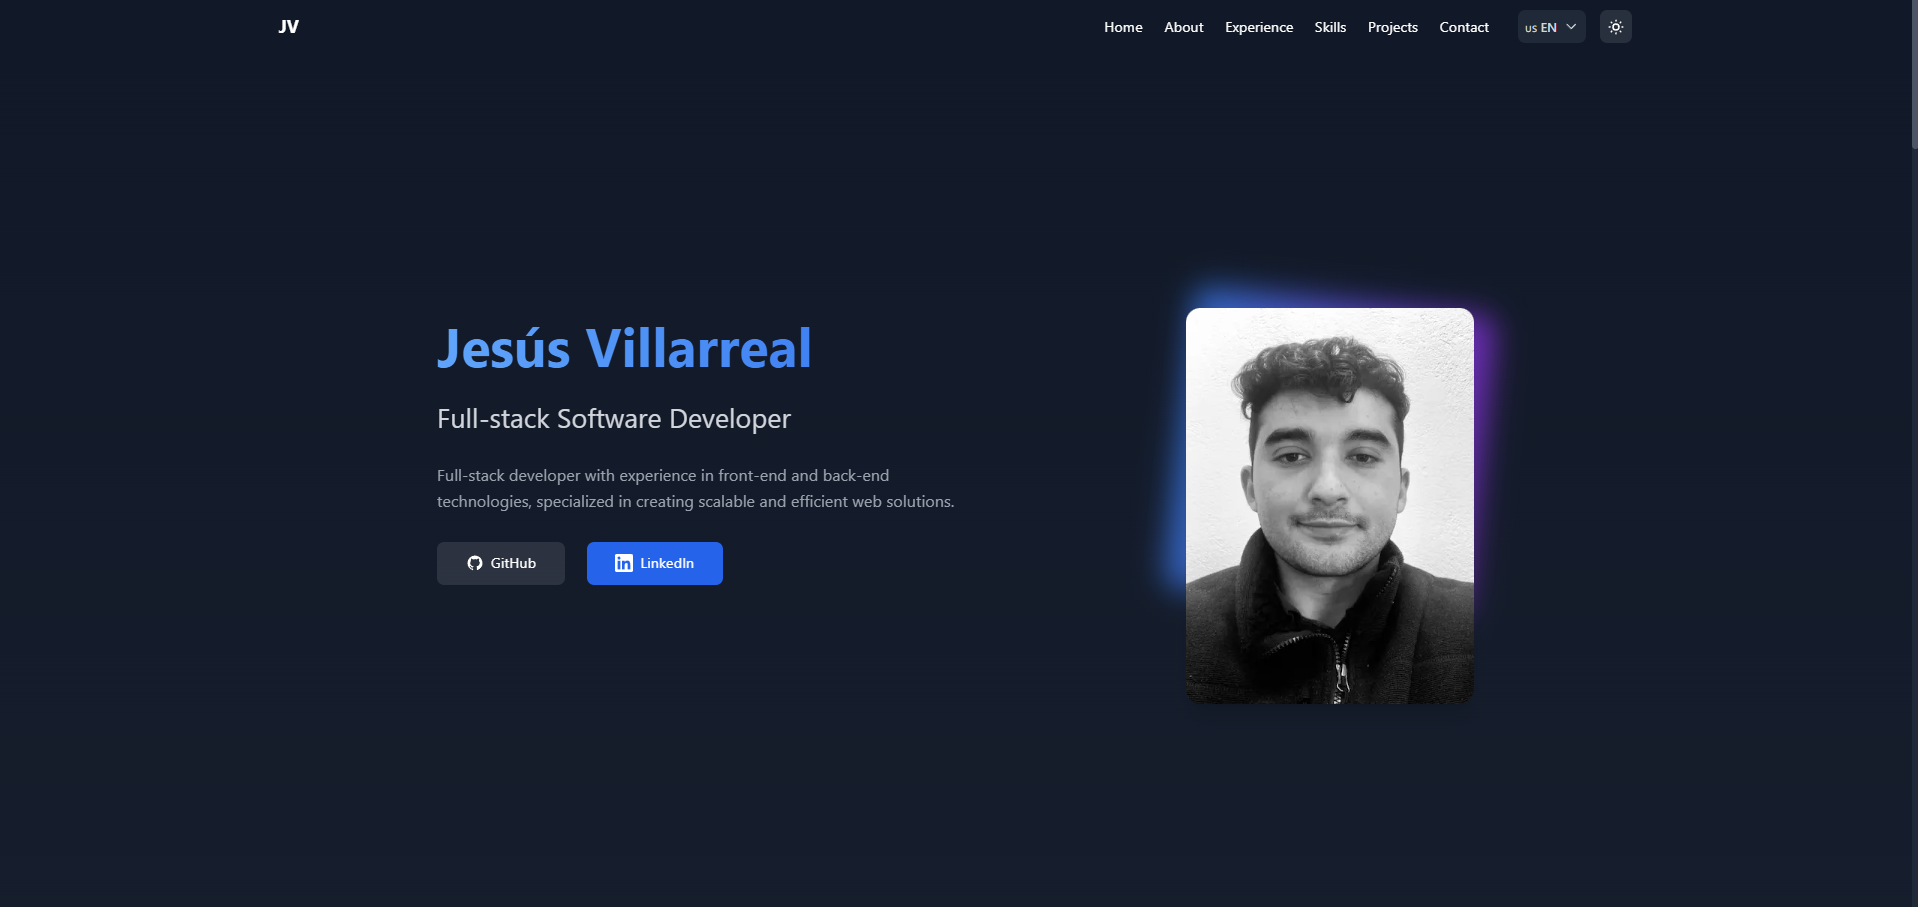 JV
Home About Experience Skills Projects Contact us EN
Jesús Villarreal
Full-stack Software Developer
Full-stack developer with experience in front-end and back-end
technologies, specialized in creating scalable and efficient web solutions.
GitHub in LinkedIn